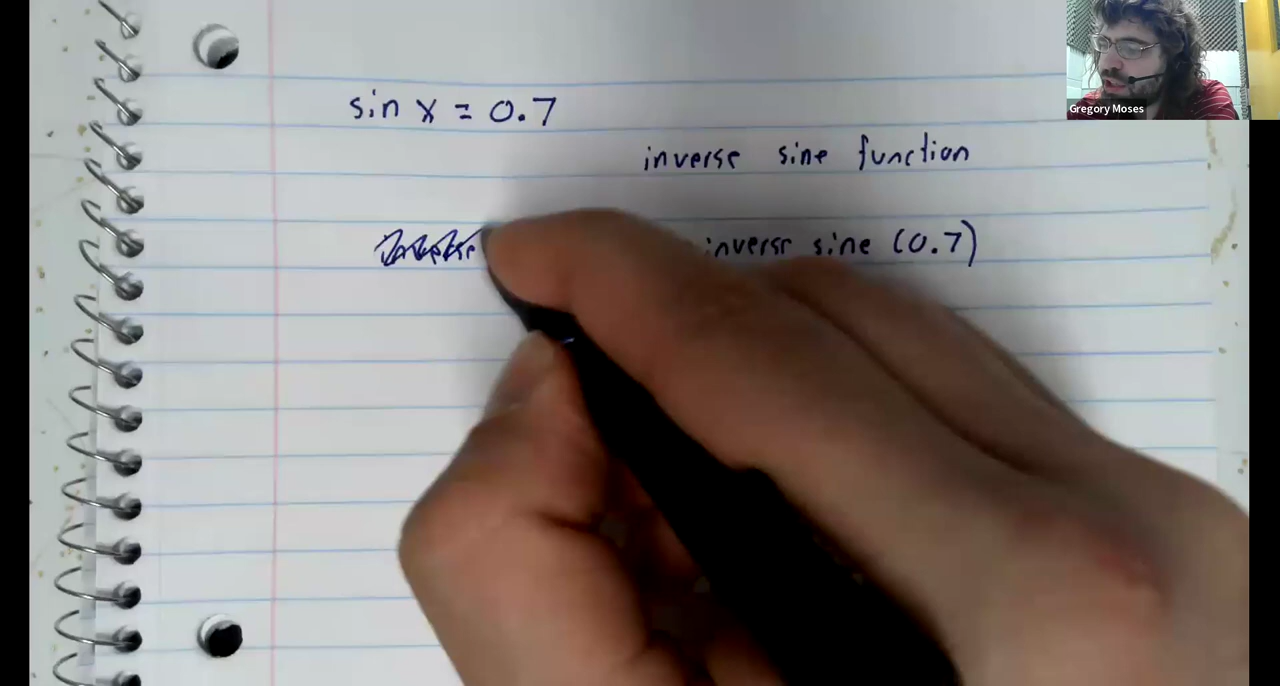 Gregory Moses
sin x = 0.7
inverse sine function
inverse sine (0.7)